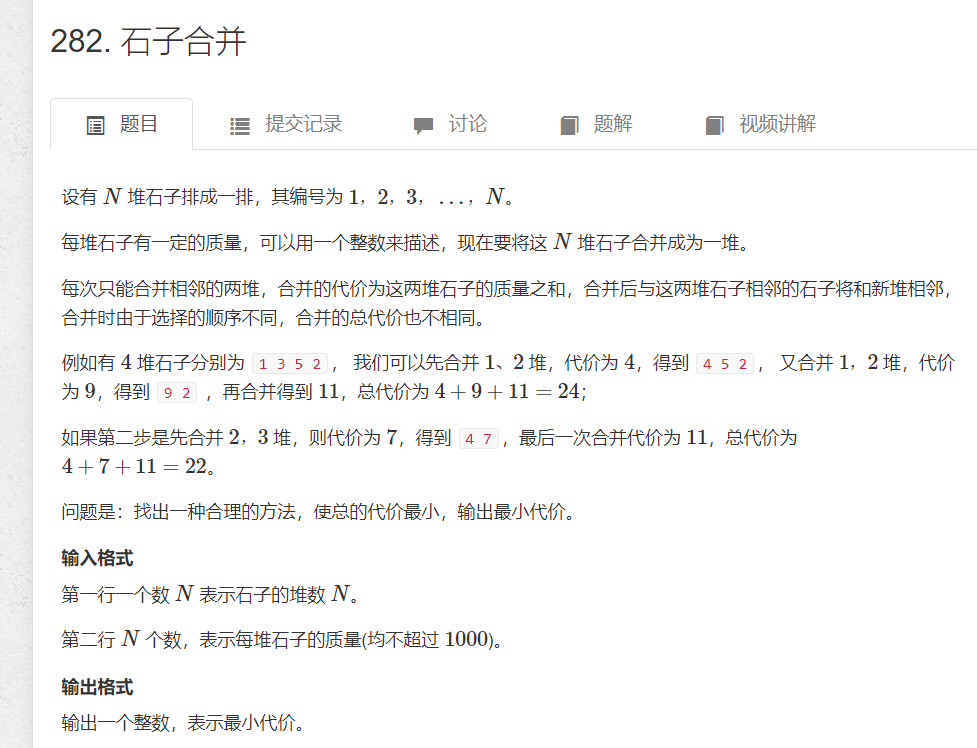 282. 石子合并
题目 提交记录 讨论 题解 视频讲解
设有 N 堆石子排成一排，其编号为 1，2，3，…，N。
每堆石子有一定的质量，可以用一个整数来描述，现在要将这 N 堆石子合并成为一堆。
每次只能合并相邻的两堆，合并的代价为这两堆石子的质量之和，合并后与这两堆石子相邻的石子将和新堆相邻，
合并时由于选择的顺序不同，合并的总代价也不相同。
例如有 4 堆石子分别为 1 3 5 2 ， 我们可以先合并 1、2 堆，代价为 4，得到 4 5 2 ， 又合并 1，2 堆，代价
为 9，得到 9 2 ，再合并得到 11，总代价为 4 + 9 + 11 = 24；
如果第二步是先合并 2，3 堆，则代价为 7，得到 4 7 ，最后一次合并代价为 11，总代价为
4 + 7 + 11 = 22。
问题是：找出一种合理的方法，使总的代价最小，输出最小代价。
输入格式
第一行一个数 N 表示石子的堆数 N。
第二行 N 个数，表示每堆石子的质量(均不超过 1000)。
输出格式
输出一个整数，表示最小代价。